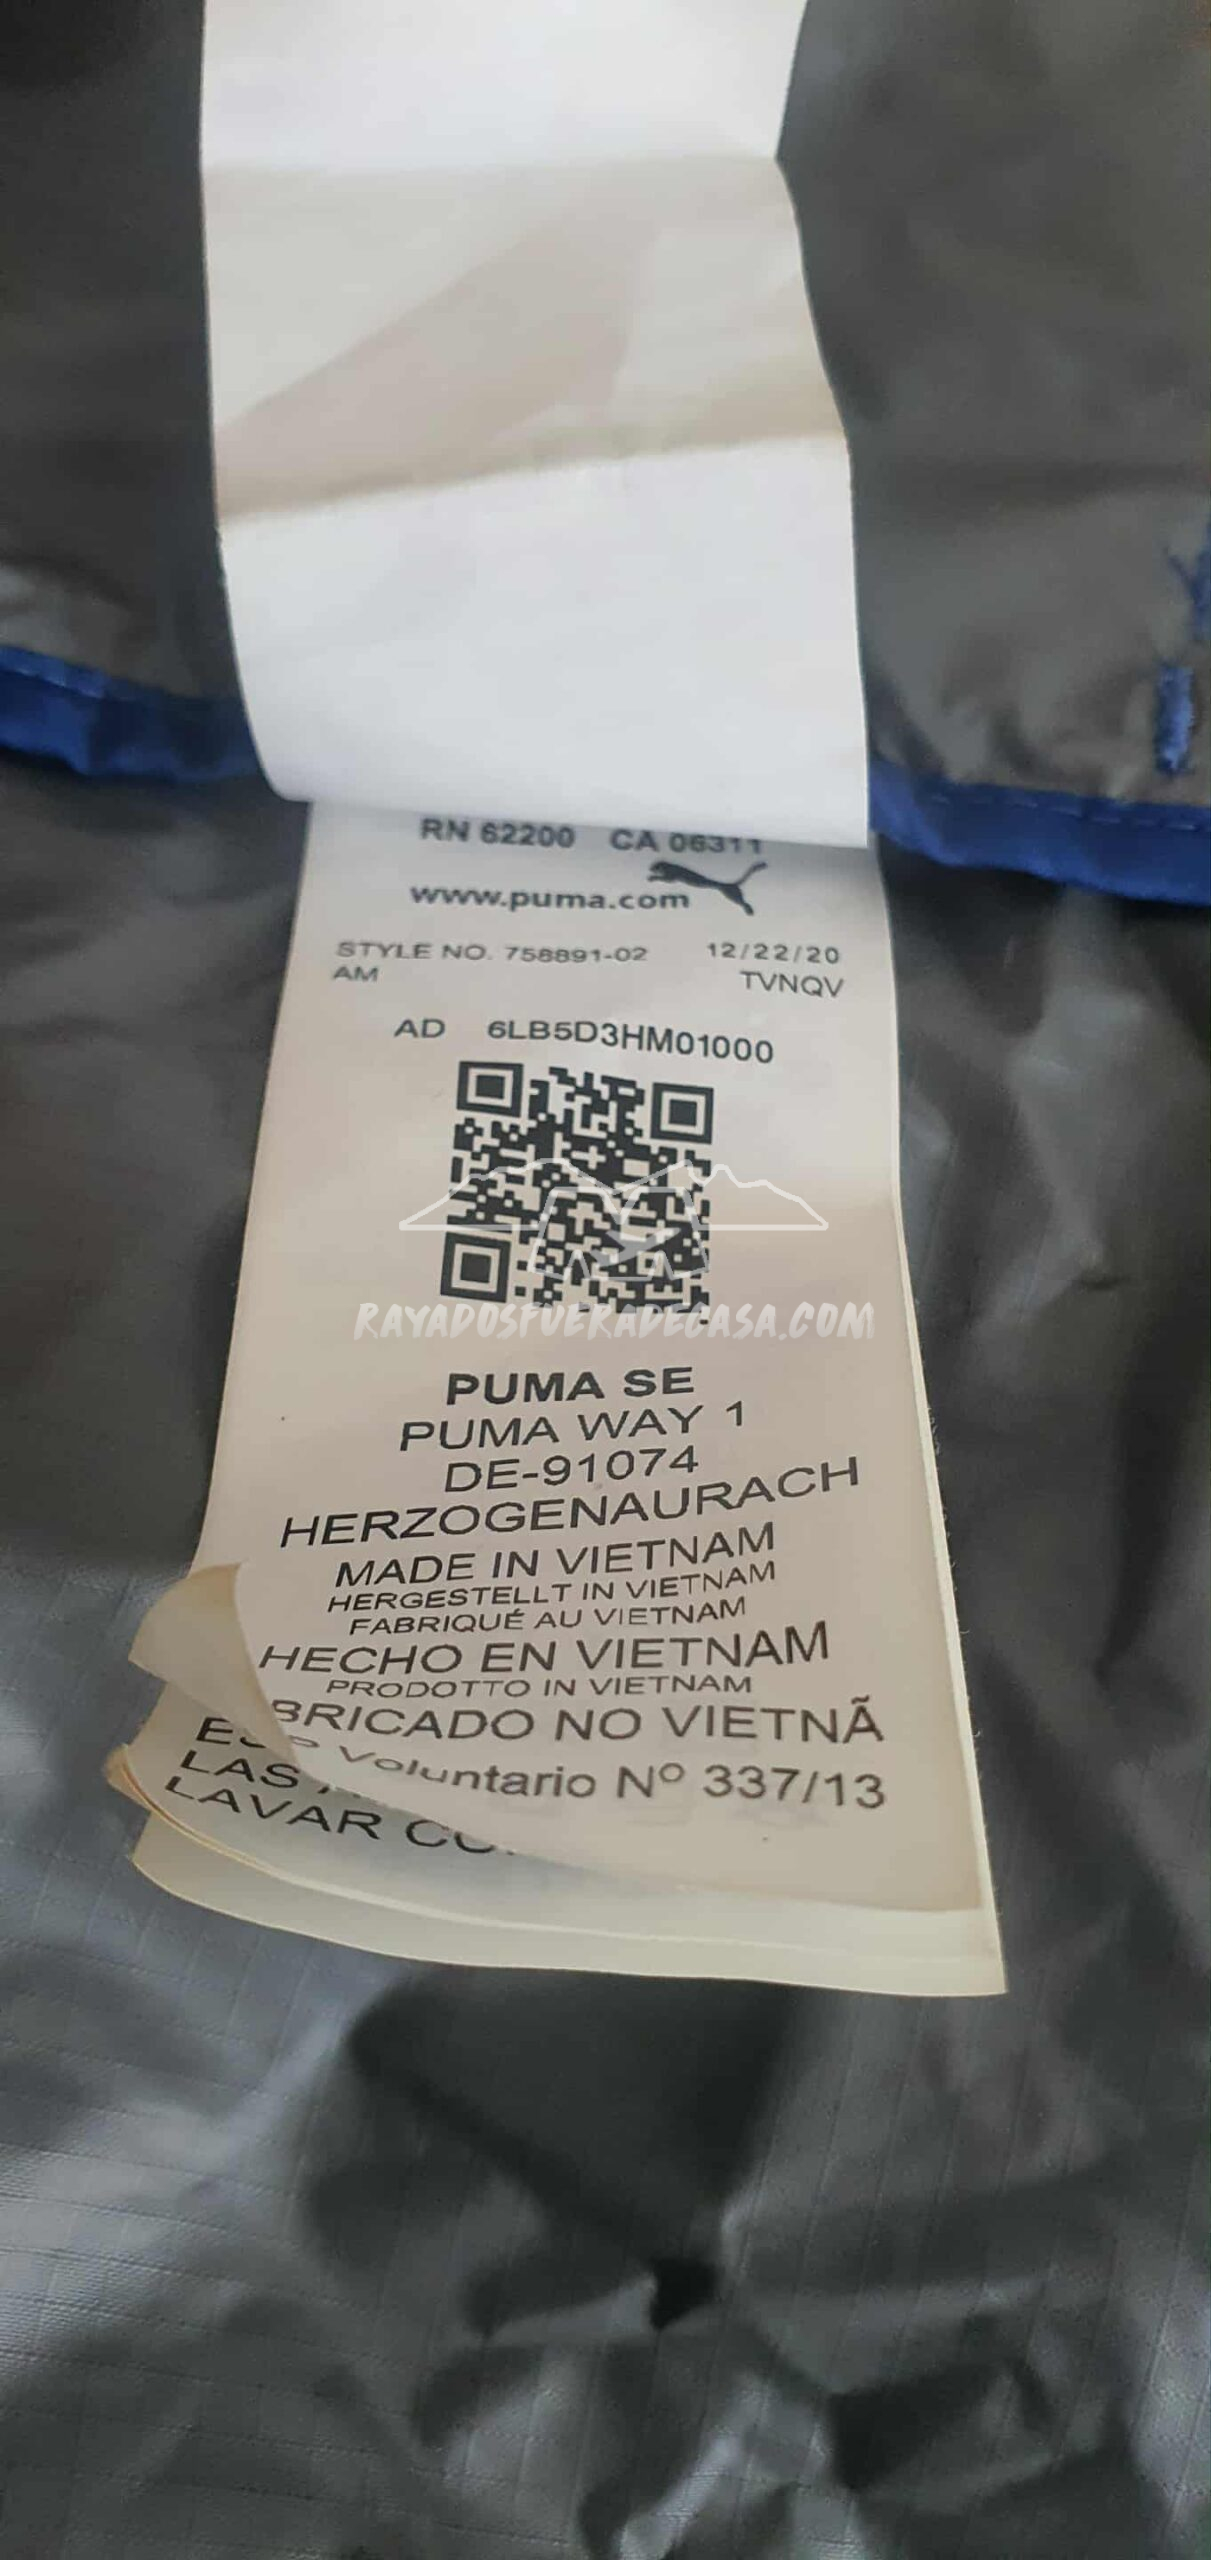 RN 62200 CA 06311
www.puma.com
STYLE NO. 758891-02 12/22/20
AM TVNQV
AD 6LB5D3HM01000
RAYADOSFUERADECASA.COM
PUMA SE
PUMA WAY 1
DE-91074
HERZOGENAURACH
MADE IN VIETNAM
HERGESTELLT IN VIETNAM
FABRIQUÉ AU VIETNAM
HECHO EN VIETNAM
PRODOTTO IN VIETNAM
BRICADO NO VIETNÃ
Voluntario Nº 337/13
LAS
LAVAR